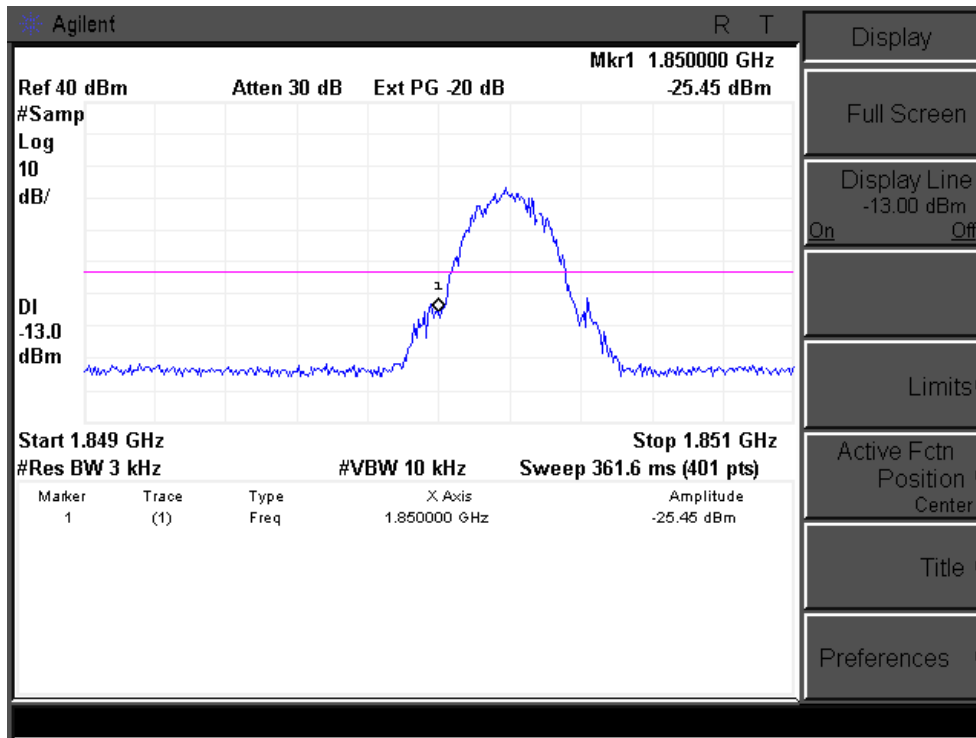 Agilent R T
Mkr1 1.850000 GHz
Ref 40 dBm Atten 30 dB Ext PG -20 dB -25.45 dBm
#Samp
Log
10
dB/
1
DI
-13.0
dBm
Start 1.849 GHz Stop 1.851 GHz
#Res BW 3 kHz #VBW 10 kHz Sweep 361.6 ms (401 pts)
Marker Trace Type X Axis Amplitude
1 (1) Freq 1.850000 GHz -25.45 dBm
Display
Full Screen
Display Line
-13.00 dBm
On Off
Limits
Active Fctn
Position
Center
Title
Preferences